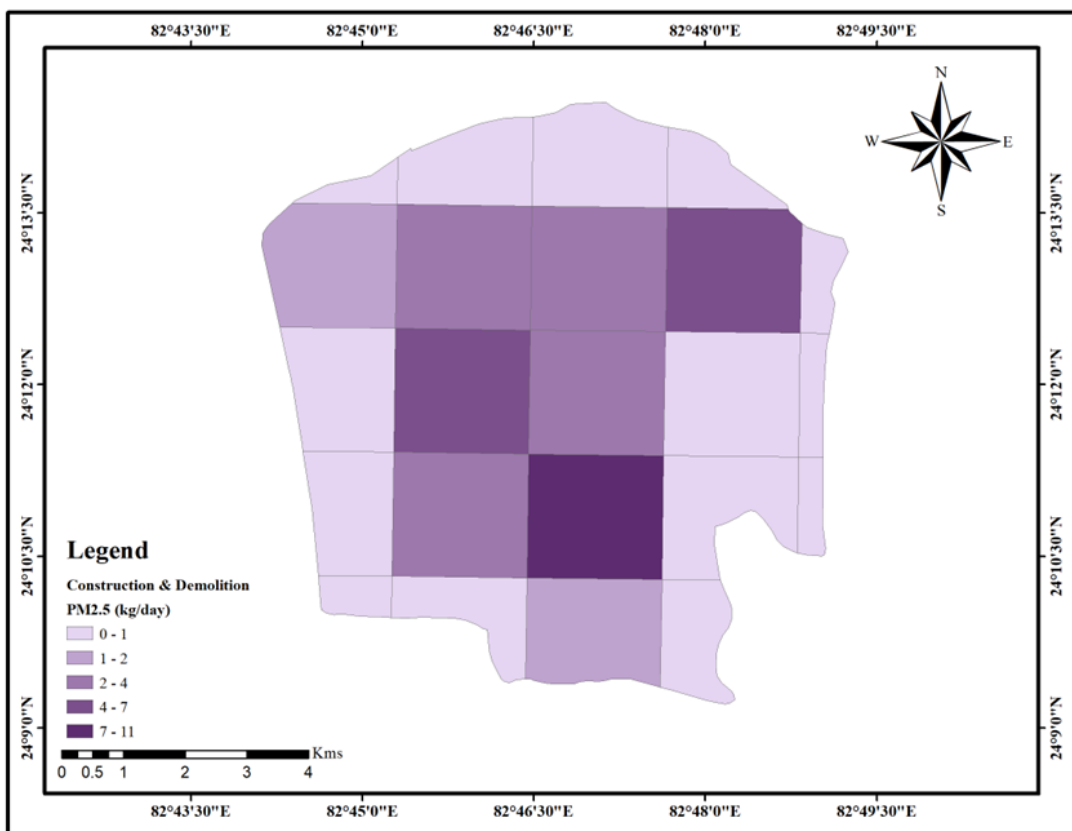 82°43'30"E 82°45'0"E 82°46'30"E 82°48'0"E 82°49'30"E
N
W E
S
24°13'30"N 24°13'30"N
24°12'0"N 24°12'0"N
24°10'30"N 24°10'30"N
24°9'0"N 24°9'0"N
Legend
Construction & Demolition
PM2.5 (kg/day)
0 - 1
1 - 2
2 - 4
4 - 7
7 - 11
Kms
0 0.5 1 2 3 4
82°43'30"E 82°45'0"E 82°46'30"E 82°48'0"E 82°49'30"E